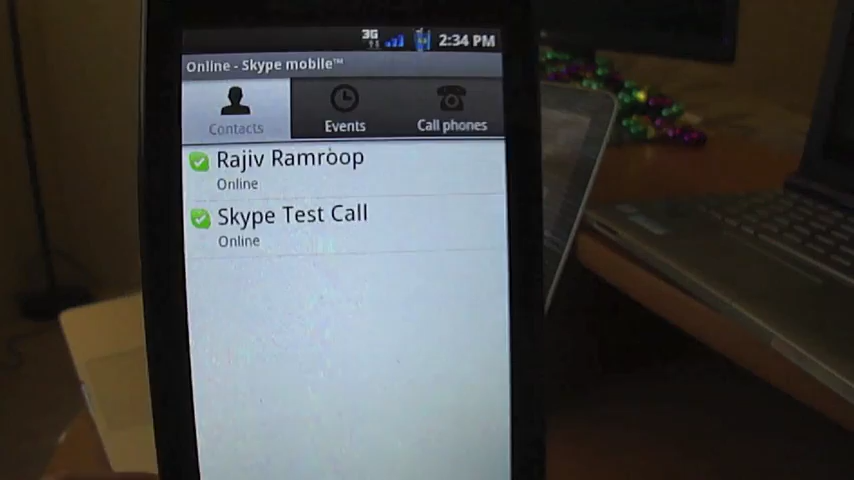 3G 2:34 PM
Online - Skype mobile™
Contacts Events Call phones
Rajiv Ramroop
Online
Skype Test Call
Online